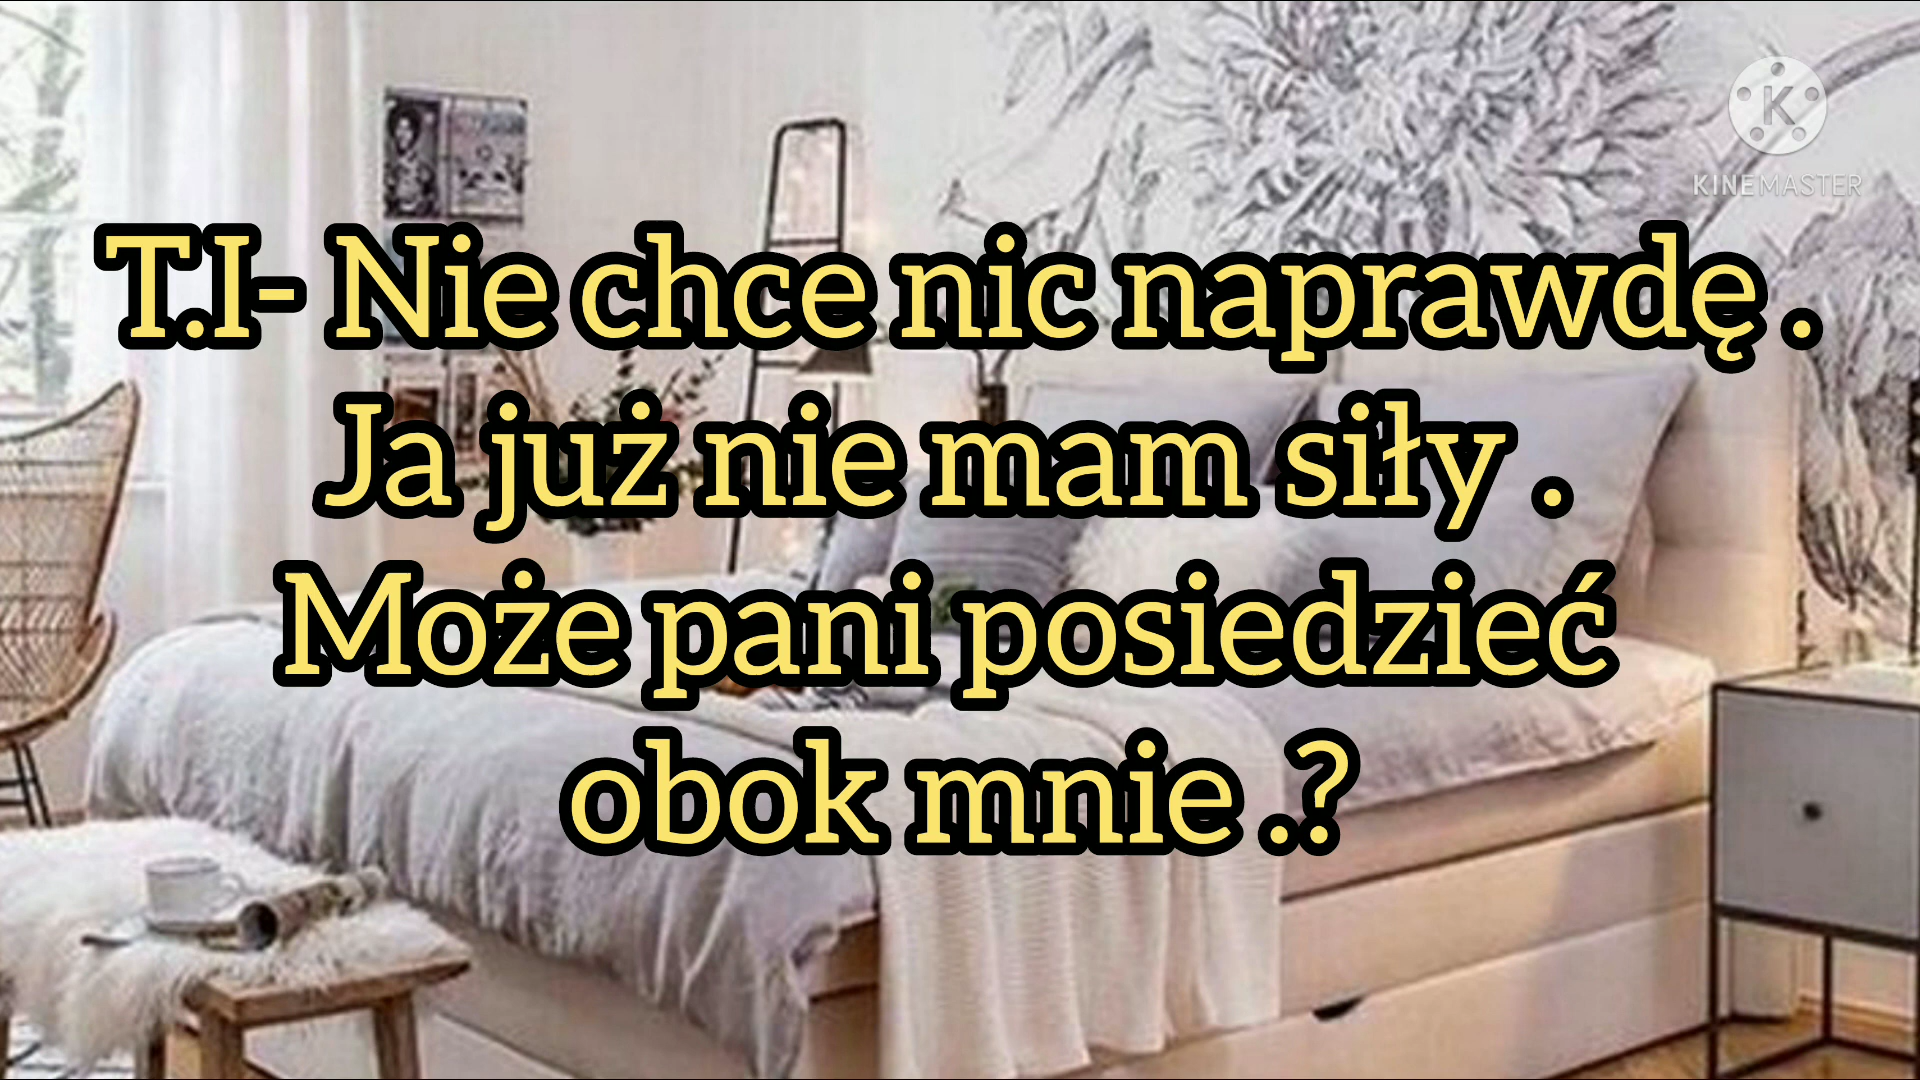 K
KINEMASTER
T.I- Nie chce nic naprawdę .
Ja już nie mam siły .
Może pani posiedzieć
obok mnie .?